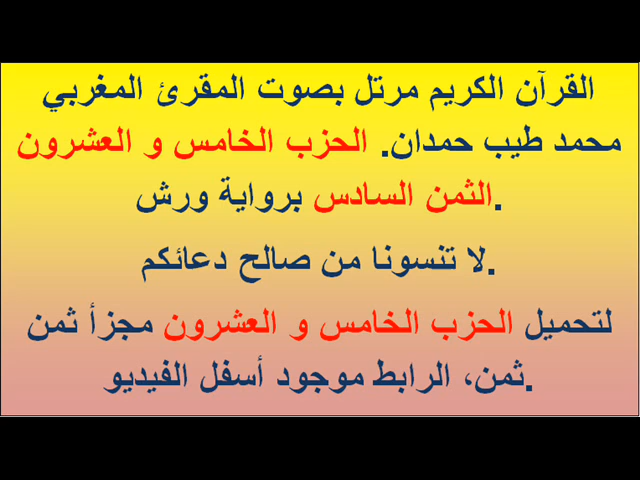 القرآن الكريم مرتل بصوت المقرئ المغربي
محمد طيب حمدان. الحزب الخامس و العشرون
الثمن السادس برواية ورش.
لا تنسونا من صالح دعائكم.
لتحميل الحزب الخامس و العشرون مجزأ ثمن
ثمن، الرابط موجود أسفل الفيديو.